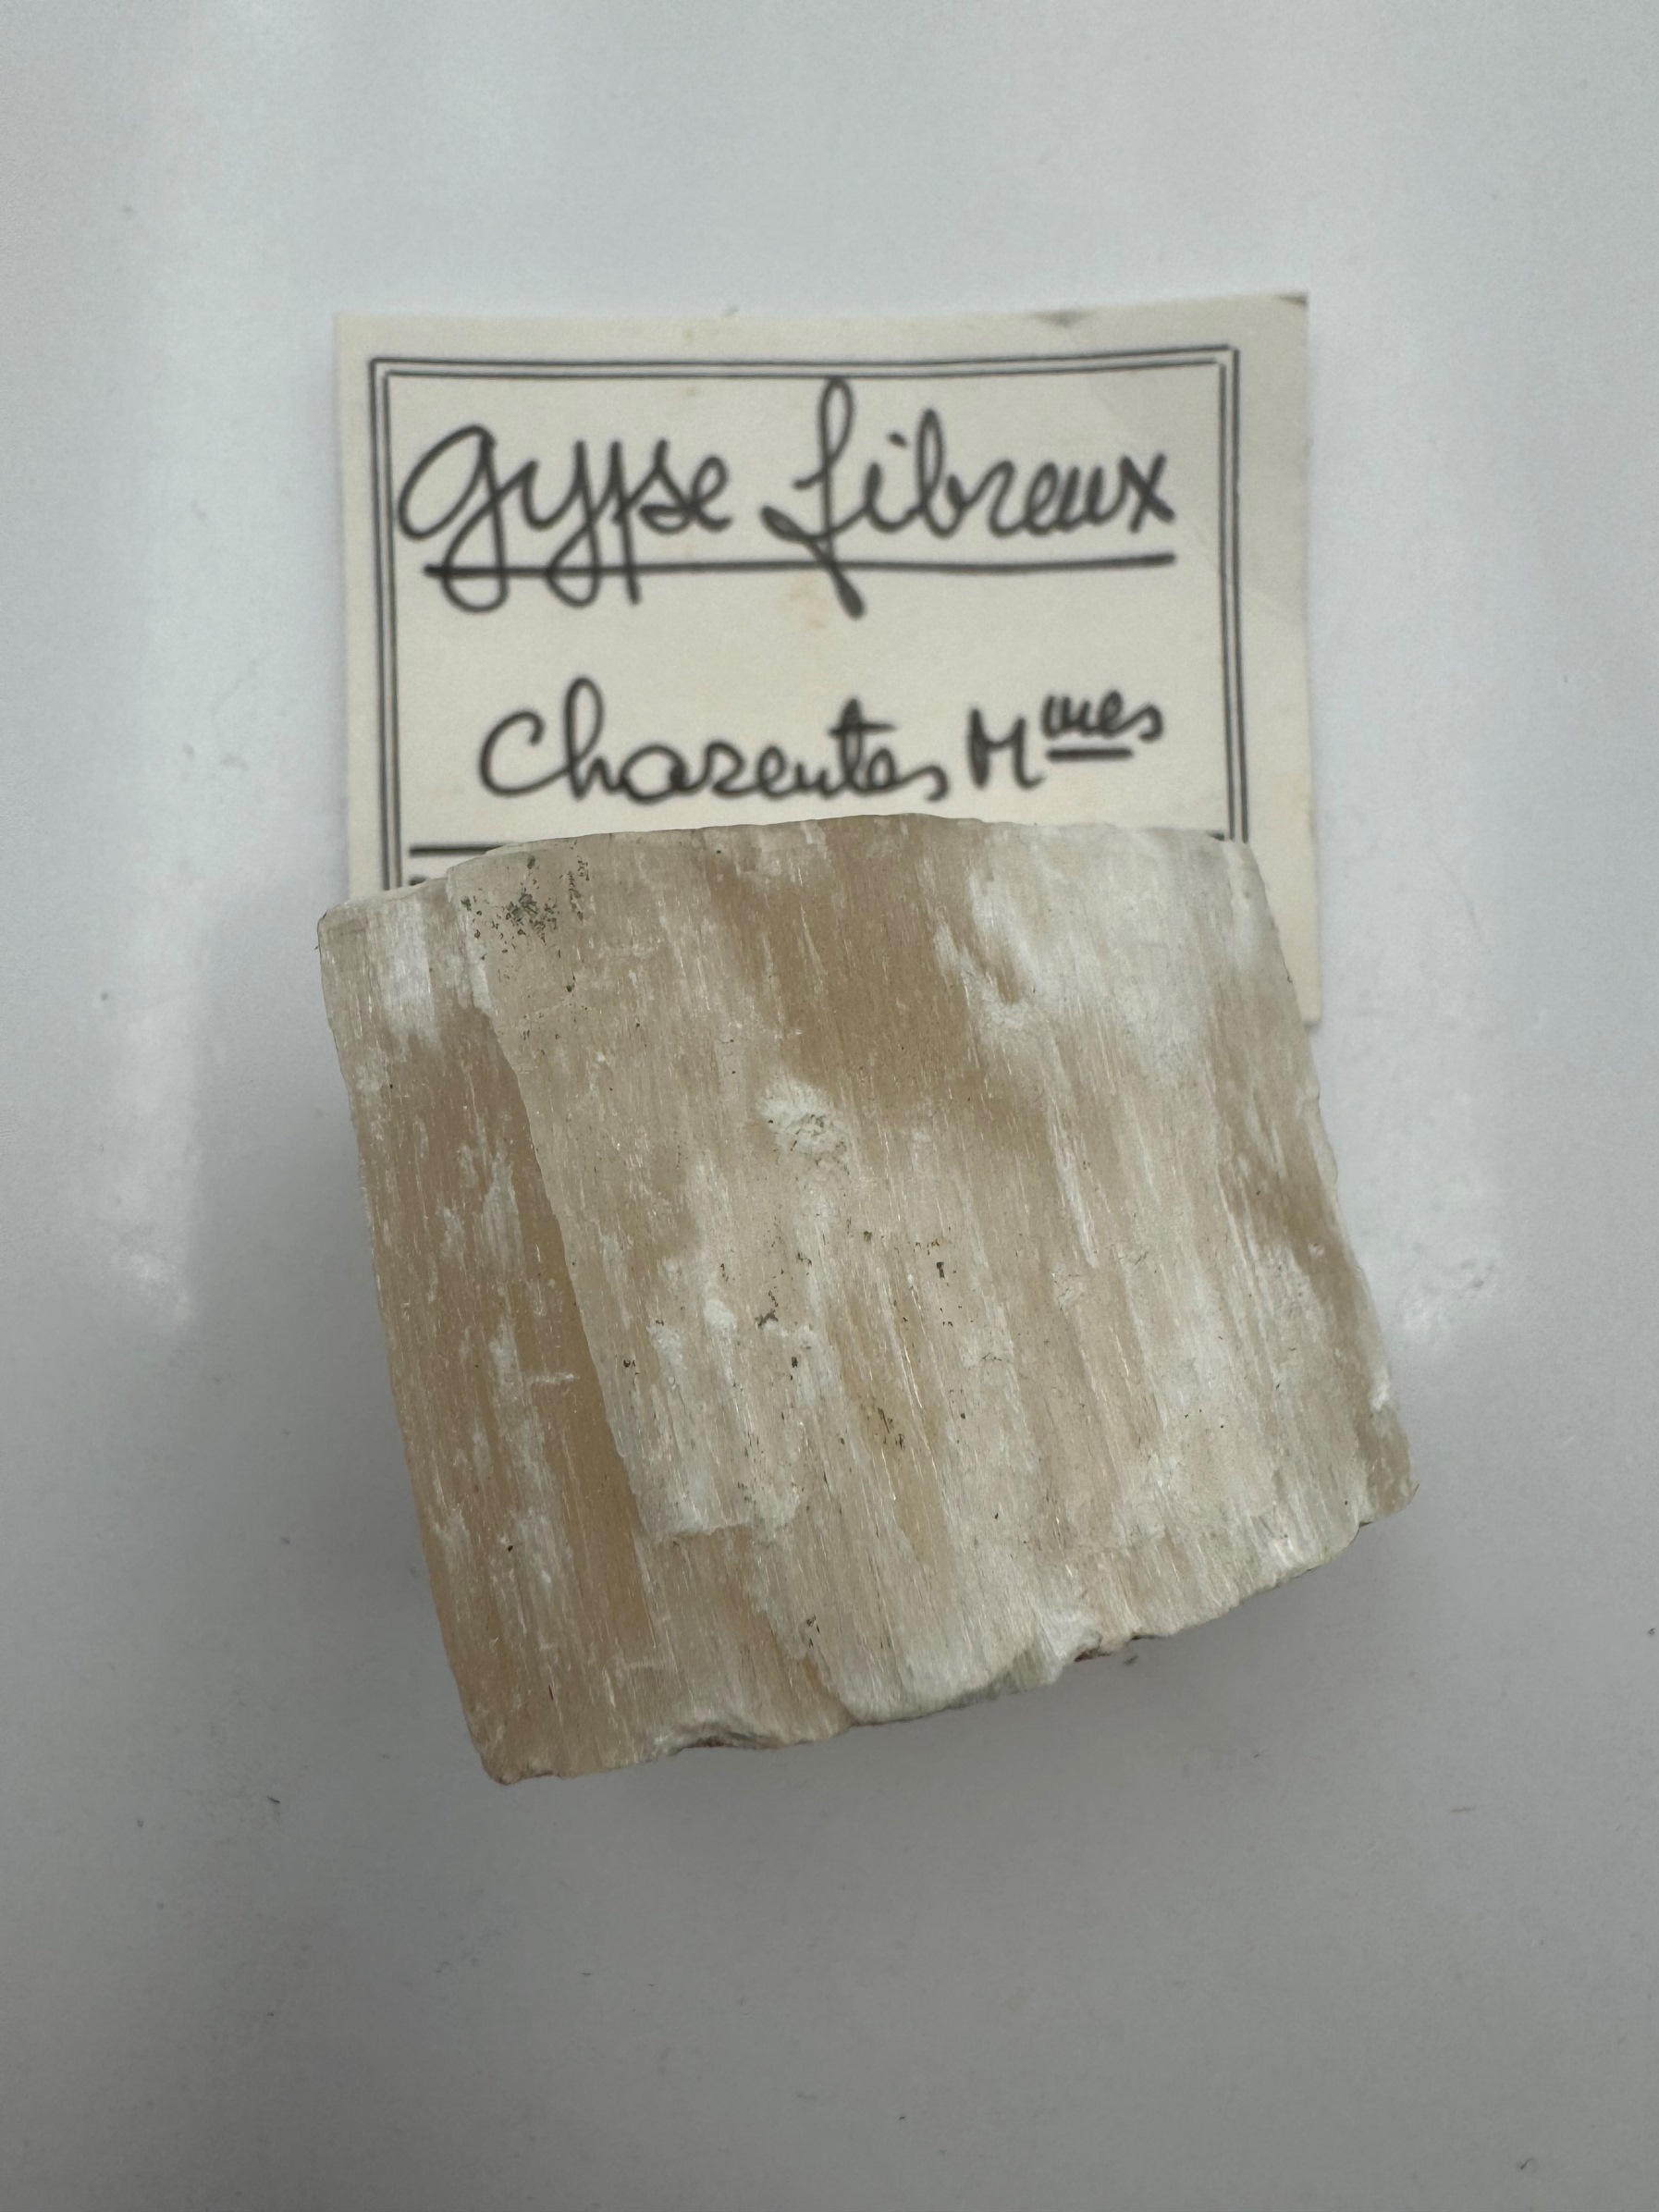 Gypse fibreux
Charentes Mmes